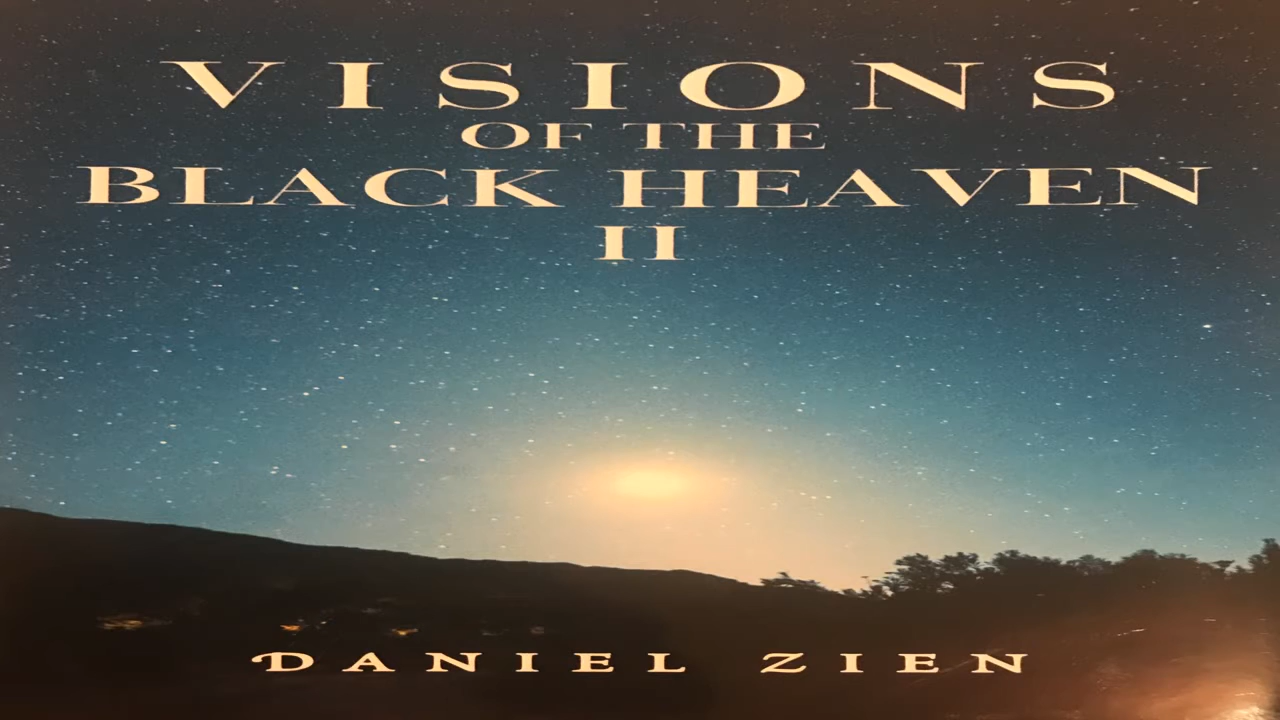 VISIONS
OF THE
BLACK HEAVEN
II
DANIEL ZIEN